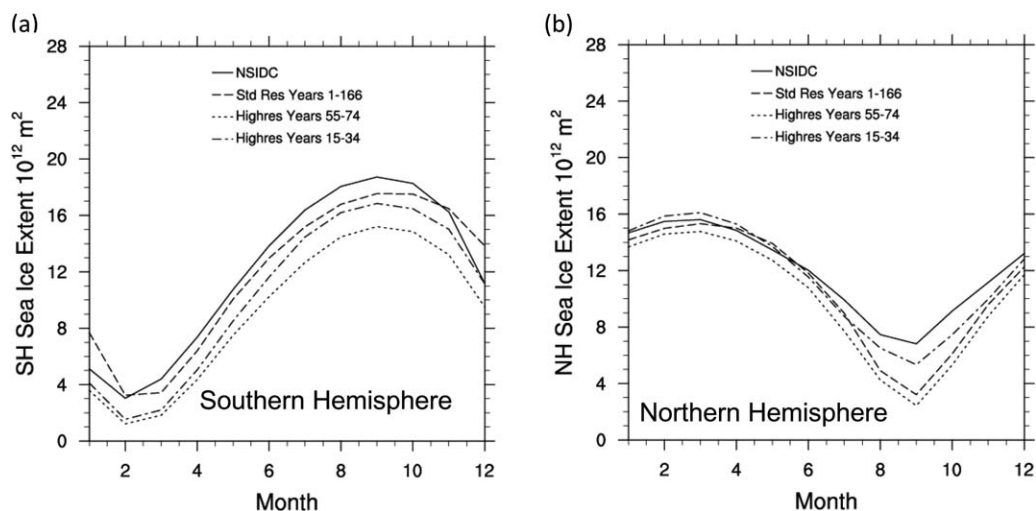 (a)
28
24
20
16
12
8
4
0
SH Sea Ice Extent 10¹² m²
NSIDC
Std Res Years 1-166
Highres Years 55-74
Highres Years 15-34
Southern Hemisphere
2 4 6 8 10 12
Month
(b)
28
24
20
16
12
8
4
0
NH Sea Ice Extent 10¹² m²
NSIDC
Std Res Years 1-166
Highres Years 55-74
Highres Years 15-34
Northern Hemisphere
2 4 6 8 10 12
Month